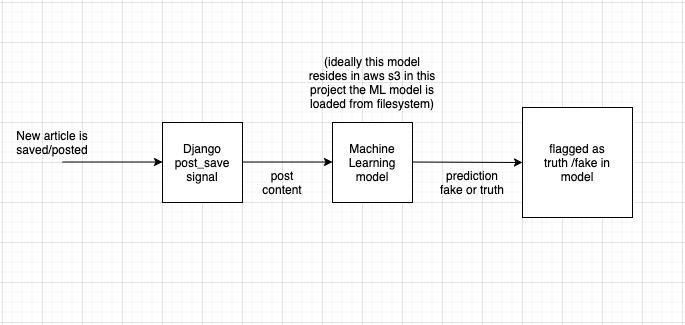 (ideally this model
resides in aws s3 in this
project the ML model is
loaded from filesystem)
New article is
saved/posted
Django
post_save
signal
post
content
Machine
Learning
model
prediction
fake or truth
flagged as
truth /fake in
model